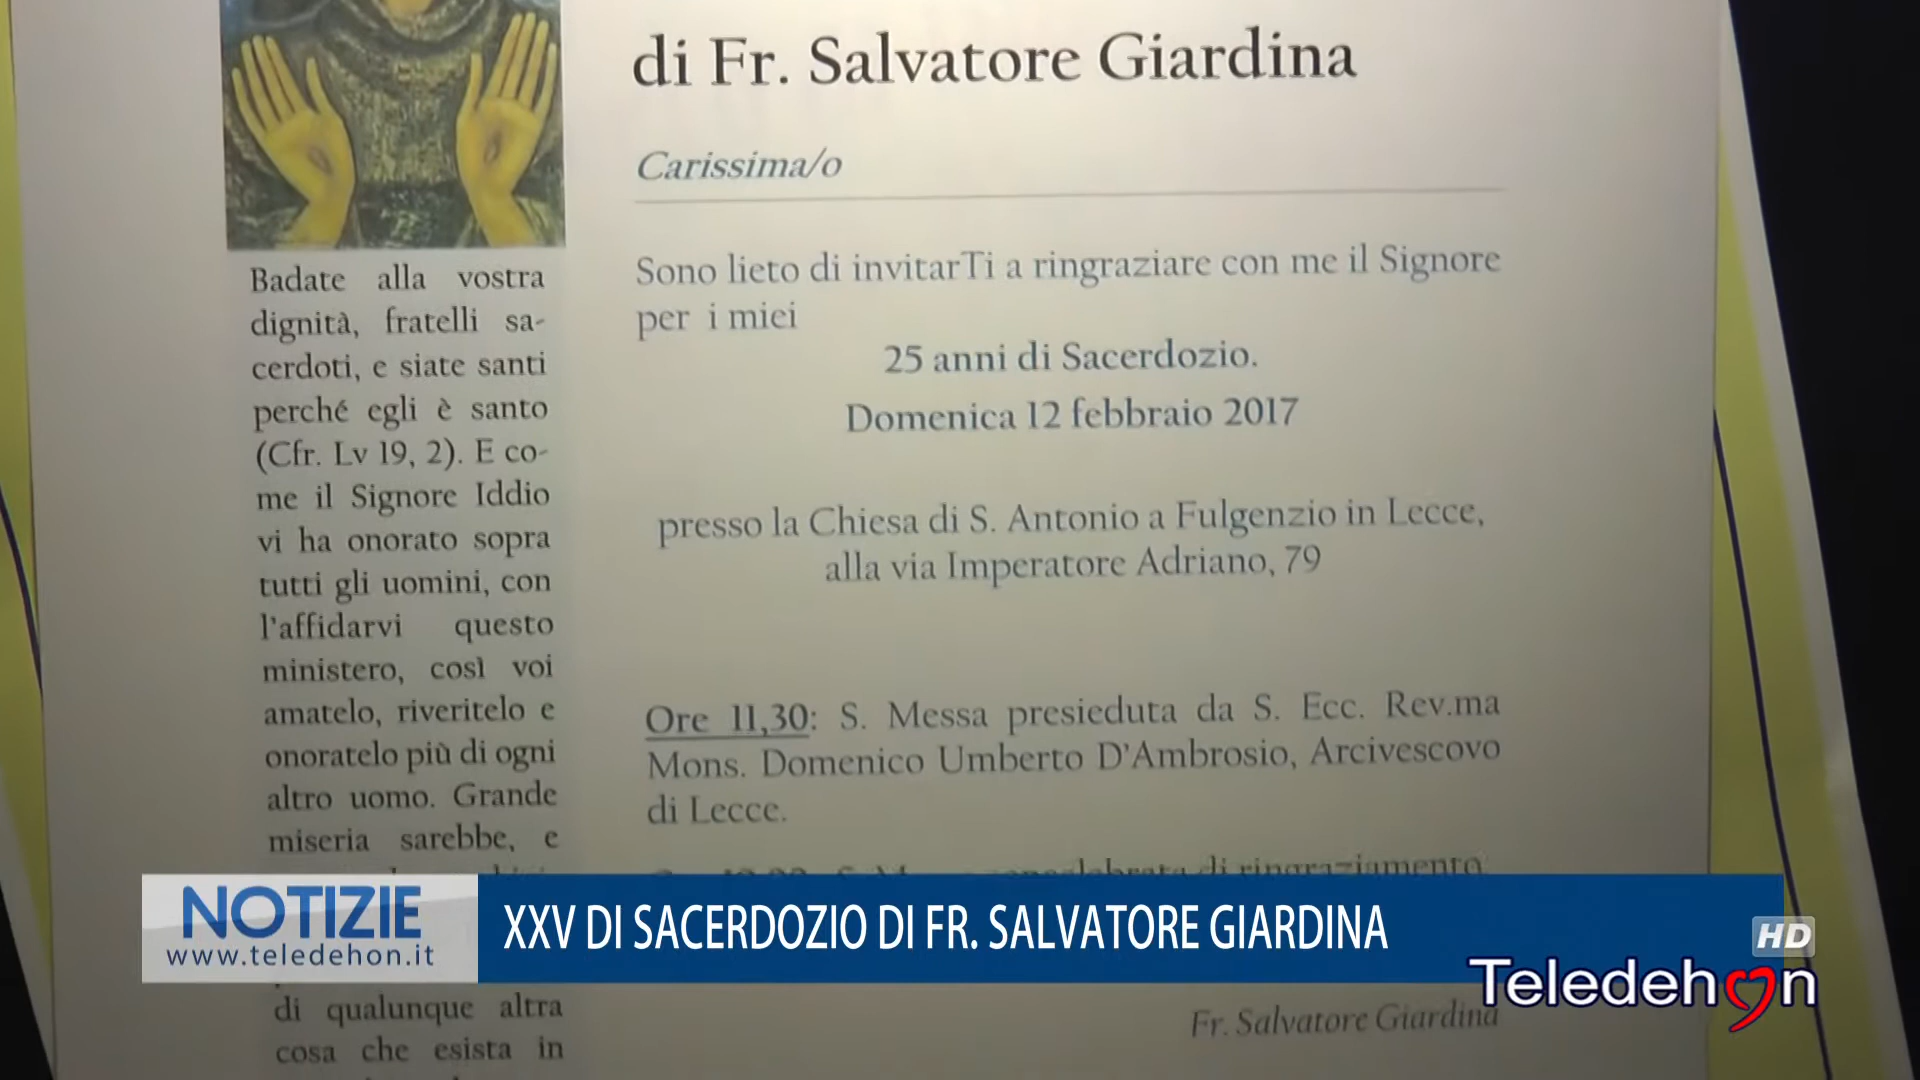 di Fr. Salvatore Giardina
Carissima/o
Sono lieto di invitarTi a ringraziare con me il Signore
per i miei
25 anni di Sacerdozio.
Domenica 12 febbraio 2017
presso la Chiesa di S. Antonio a Fulgenzio in Lecce,
alla via Imperatore Adriano, 79
Ore 11,30: S. Messa presieduta da S. Ecc. Rev.ma
Mons. Domenico Umberto D'Ambrosio, Arcivescovo
di Lecce.
di ringraziamento
Fr. Salvatore Giardina
Badate alla vostra
dignità, fratelli sa-
cerdoti, e siate santi
perché egli è santo
(Cfr. Lv 19, 2). E co-
me il Signore Iddio
vi ha onorato sopra
tutti gli uomini, con
l'affidarvi questo
ministero, così voi
amatelo, riveritelo e
onoratelo più di ogni
altro uomo. Grande
miseria sarebbe, e
di qualunque altra
cosa che esista in
NOTIZIE
www.teledehon.it
XXV DI SACERDOZIO DI FR. SALVATORE GIARDINA
HD
Teledehon